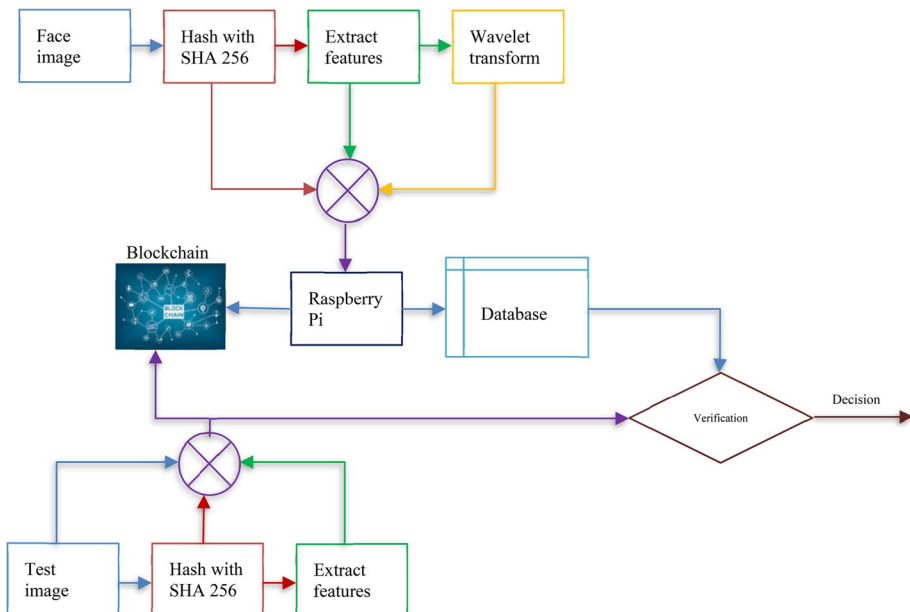 Face
image
Hash with
SHA 256
Extract
features
Wavelet
transform
Blockchain
BLOCK
CHAIN
Raspberry
Pi
Database
Verification
Decision
Test
image
Hash with
SHA 256
Extract
features